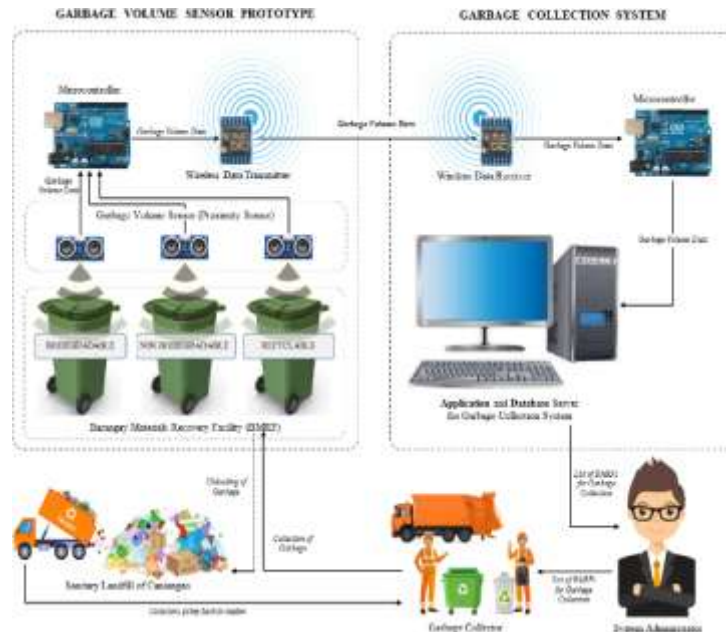 GARBAGE VOLUME SENSOR PROTOTYPE
GARBAGE COLLECTION SYSTEM
Microcontroller
Garbage Volume Data
Wireless Data Transmitter
Garbage Volume Data
Wireless Data Receiver
Garbage Volume Data
Microcontroller
Garbage
Volume Data
Garbage Volume Sensor (Proximity Sensor)
Garbage Volume Data
BIODEGRADABLE
NON BIODEGRADABLE
RECYCLABLE
Barangay Materials Recovery Facility (BMRF)
Application and Database Server
for Garbage Collection System
Unloading of
Garbage
Collection of
Garbage
List of BMRFs
for Garbage
Collection
List of BMRFs
for Garbage
Collection
Sanitary Landfill of
Garbage Collector
System Administrator